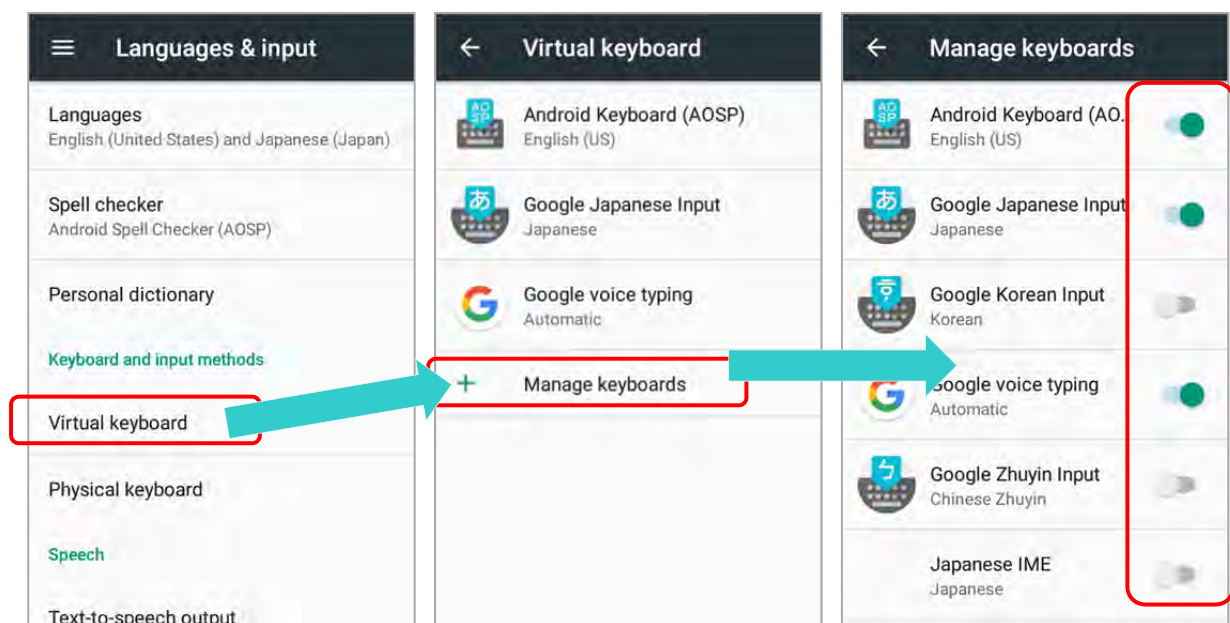 Languages & input
Languages
English (United States) and Japanese (Japan)
Spell checker
Android Spell Checker (AOSP)
Personal dictionary
Keyboard and input methods
Virtual keyboard
Physical keyboard
Speech
Text-to-speech output
Virtual keyboard
AO
SP
Android Keyboard (AOSP)
English (US)
あ
Google Japanese Input
Japanese
G
Google voice typing
Automatic
+ Manage keyboards
Manage keyboards
AO
SP
Android Keyboard (AO.
English (US)
あ
Google Japanese Input
Japanese
Google Korean Input
Korean
G
Google voice typing
Automatic
ㄅ
Google Zhuyin Input
Chinese Zhuyin
Japanese IME
Japanese